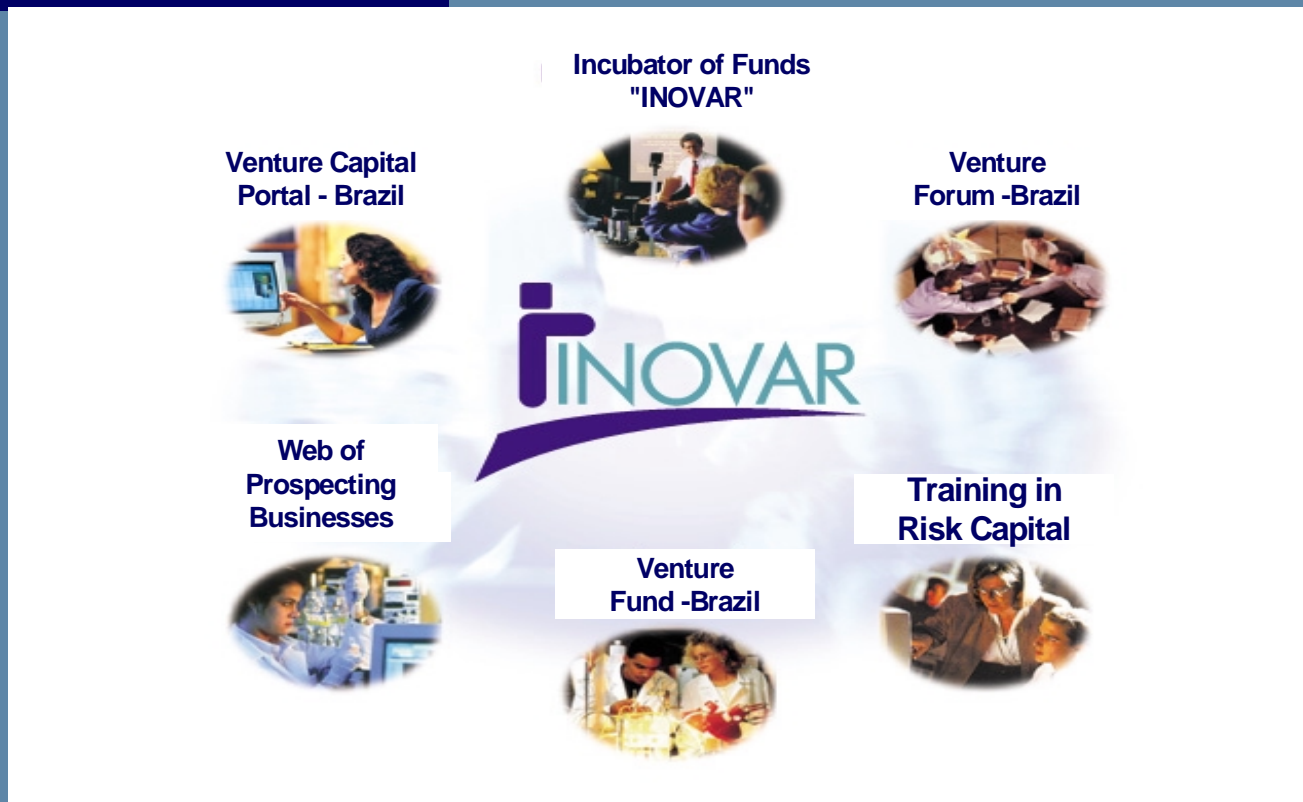 Incubator of Funds
"INOVAR"
Venture Capital
Portal - Brazil
Venture
Forum -Brazil
INOVAR
Web of
Prospecting
Businesses
Training in
Risk Capital
Venture
Fund -Brazil